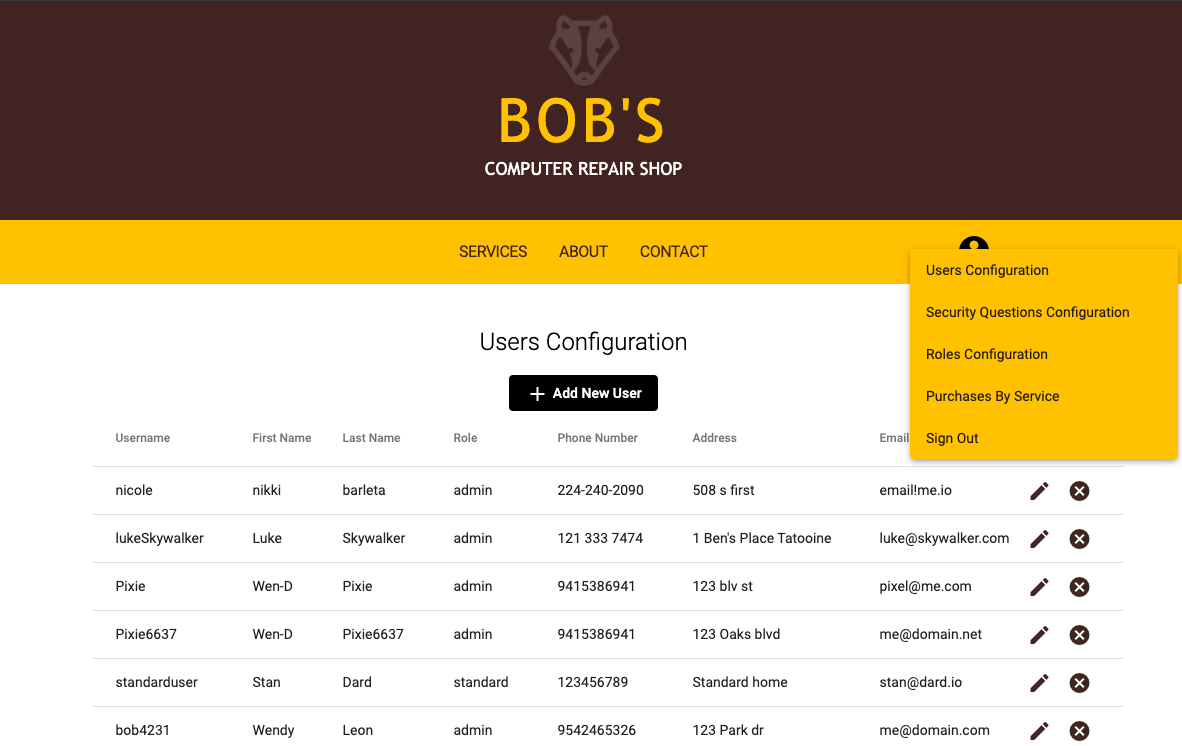 BOB'S
COMPUTER REPAIR SHOP
SERVICES ABOUT CONTACT
Users Configuration
Security Questions Configuration
Roles Configuration
Purchases By Service
Sign Out
Users Configuration
Add New User
Username First Name Last Name Role Phone Number Address Email
nicole nikki barleta admin 224-240-2090 508 s first email!me.io
lukeSkywalker Luke Skywalker admin 121 333 7474 1 Ben's Place Tatooine luke@skywalker.com
Pixie Wen-D Pixie admin 9415386941 123 blv st pixel@me.com
Pixie6637 Wen-D Pixie6637 admin 9415386941 123 Oaks blvd me@domain.net
standarduser Stan Dard standard 123456789 Standard home stan@dard.io
bob4231 Wendy Leon admin 9542465326 123 Park dr me@domain.com